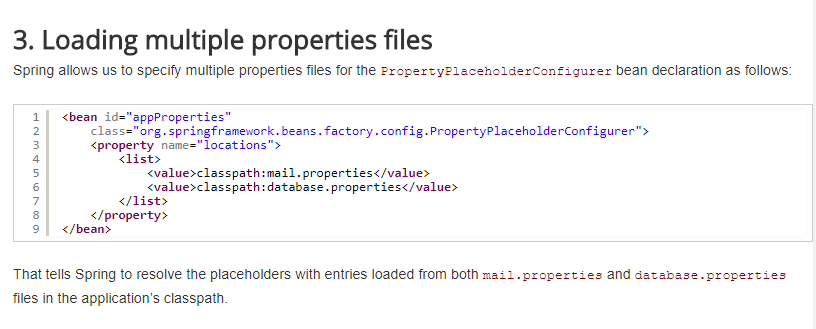 3. Loading multiple properties files
Spring allows us to specify multiple properties files for the PropertyPlaceholderConfigurer bean declaration as follows:
1 <bean id="appProperties"
2     class="org.springframework.beans.factory.config.PropertyPlaceholderConfigurer">
3     <property name="locations">
4         <list>
5             <value>classpath:mail.properties</value>
6             <value>classpath:database.properties</value>
7         </list>
8     </property>
9 </bean>
That tells Spring to resolve the placeholders with entries loaded from both mail.properties and database.properties
files in the application’s classpath.